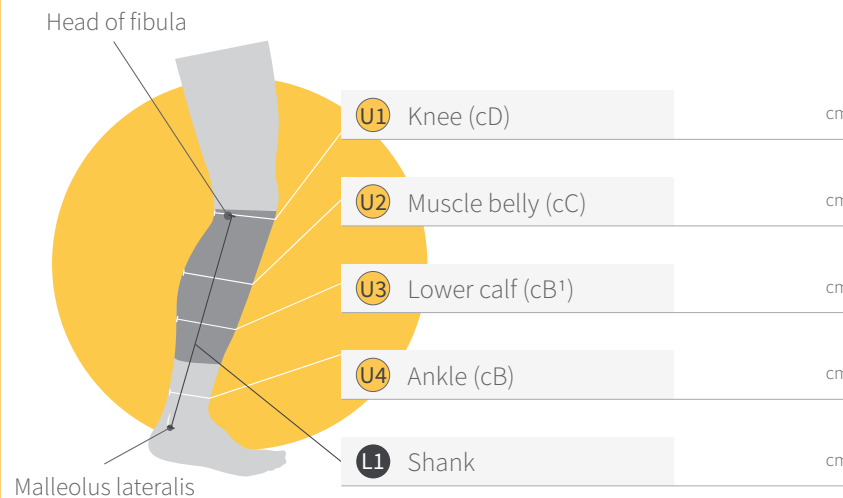 Head of fibula
U1 Knee (cD) cm
U2 Muscle belly (cC) cm
U3 Lower calf (cB¹) cm
U4 Ankle (cB) cm
L1 Shank cm
Malleolus lateralis